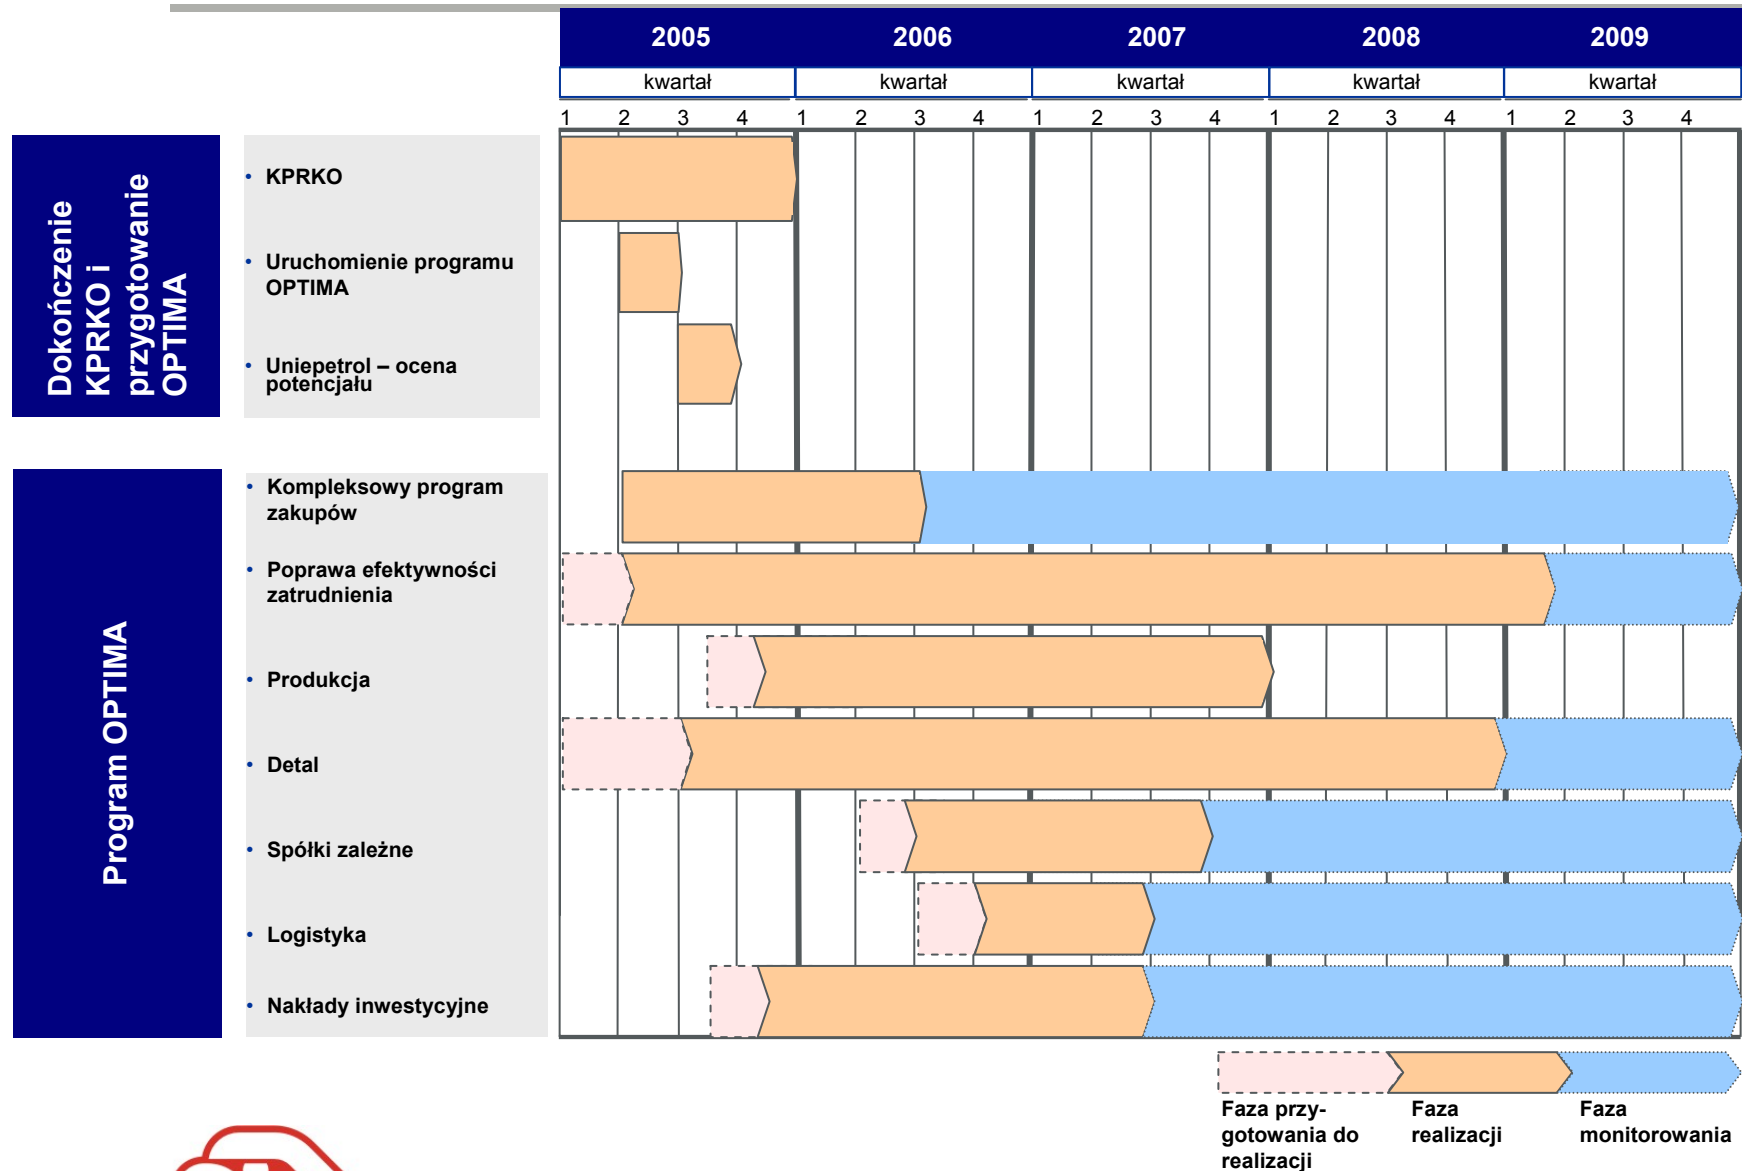 2005 2006 2007 2008 2009
kwartał kwartał kwartał kwartał kwartał
1 2 3 4 1 2 3 4 1 2 3 4 1 2 3 4 1 2 3 4
Dokończenie
KPRKO i
przygotowanie
OPTIMA
• KPRKO
• Uruchomienie programu
OPTIMA
• Uniepetrol – ocena
potencjału
Program OPTIMA
• Kompleksowy program
zakupów
• Poprawa efektywności
zatrudnienia
• Produkcja
• Detal
• Spółki zależne
• Logistyka
• Nakłady inwestycyjne
Faza przy-
gotowania do
realizacji
Faza
realizacji
Faza
monitorowania